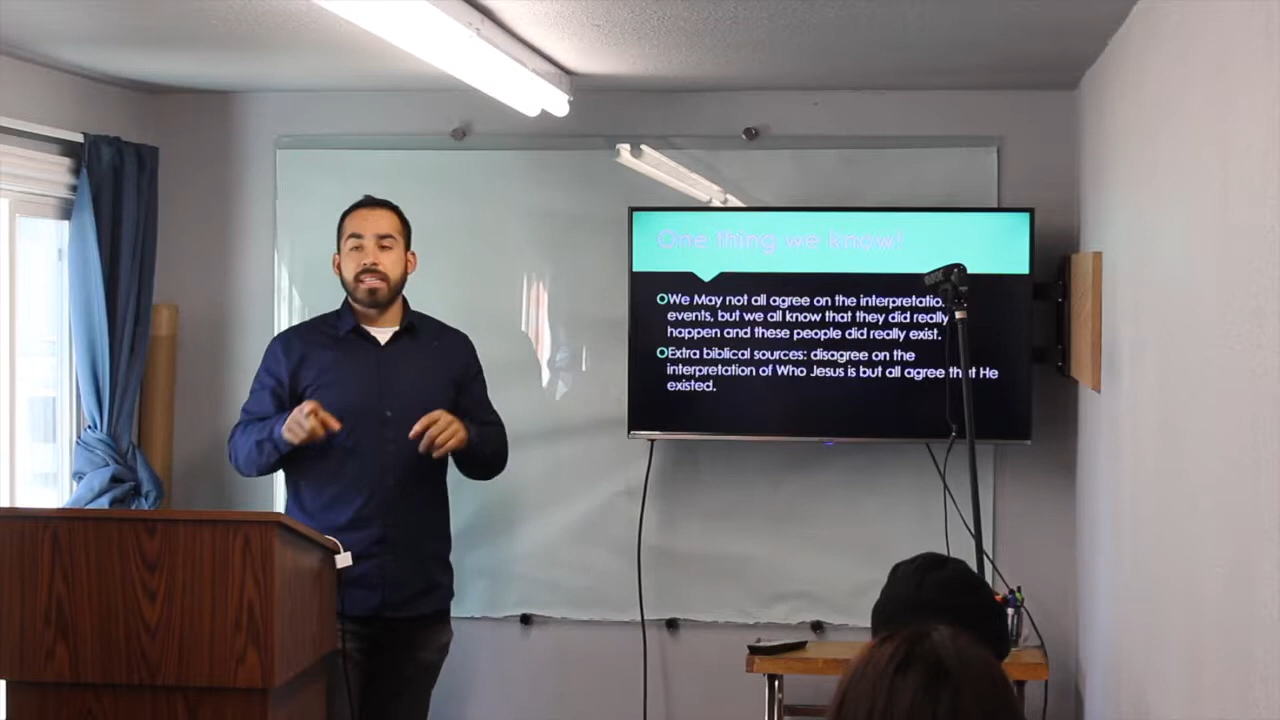 One thing we know!
We May not all agree on the interpretatio
events, but we all know that they did really
happen and these people did really exist.
Extra biblical sources: disagree on the
interpretation of Who Jesus is but all agree that He
existed.